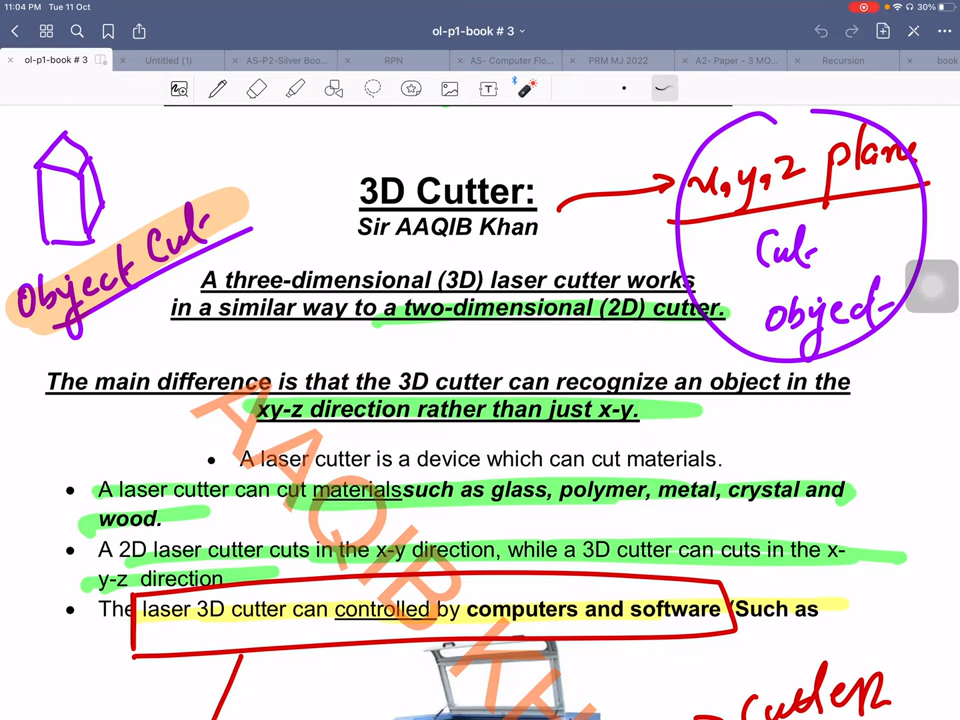 11:04 PM Tue 11 Oct
30%
ol-p1-book # 3
ol-p1-book # 3
Untitled (1)
AS-P2-Silver Boo...
RPN
AS- Computer Flo...
PRM MJ 2022
A2- Paper - 3 MO...
Recursion
book
3D Cutter:
Sir AAQIB Khan
x, y, z plane
Cut
object
Object Cut
A three-dimensional (3D) laser cutter works
in a similar way to a two-dimensional (2D) cutter.
The main difference is that the 3D cutter can recognize an object in the
xy-z direction rather than just x-y.
• A laser cutter is a device which can cut materials.
• A laser cutter can cut materialssuch as glass, polymer, metal, crystal and
wood.
• A 2D laser cutter cuts in the x-y direction, while a 3D cutter can cuts in the x-
y-z direction
• The laser 3D cutter can controlled by computers and software (Such as
AAQIB KH